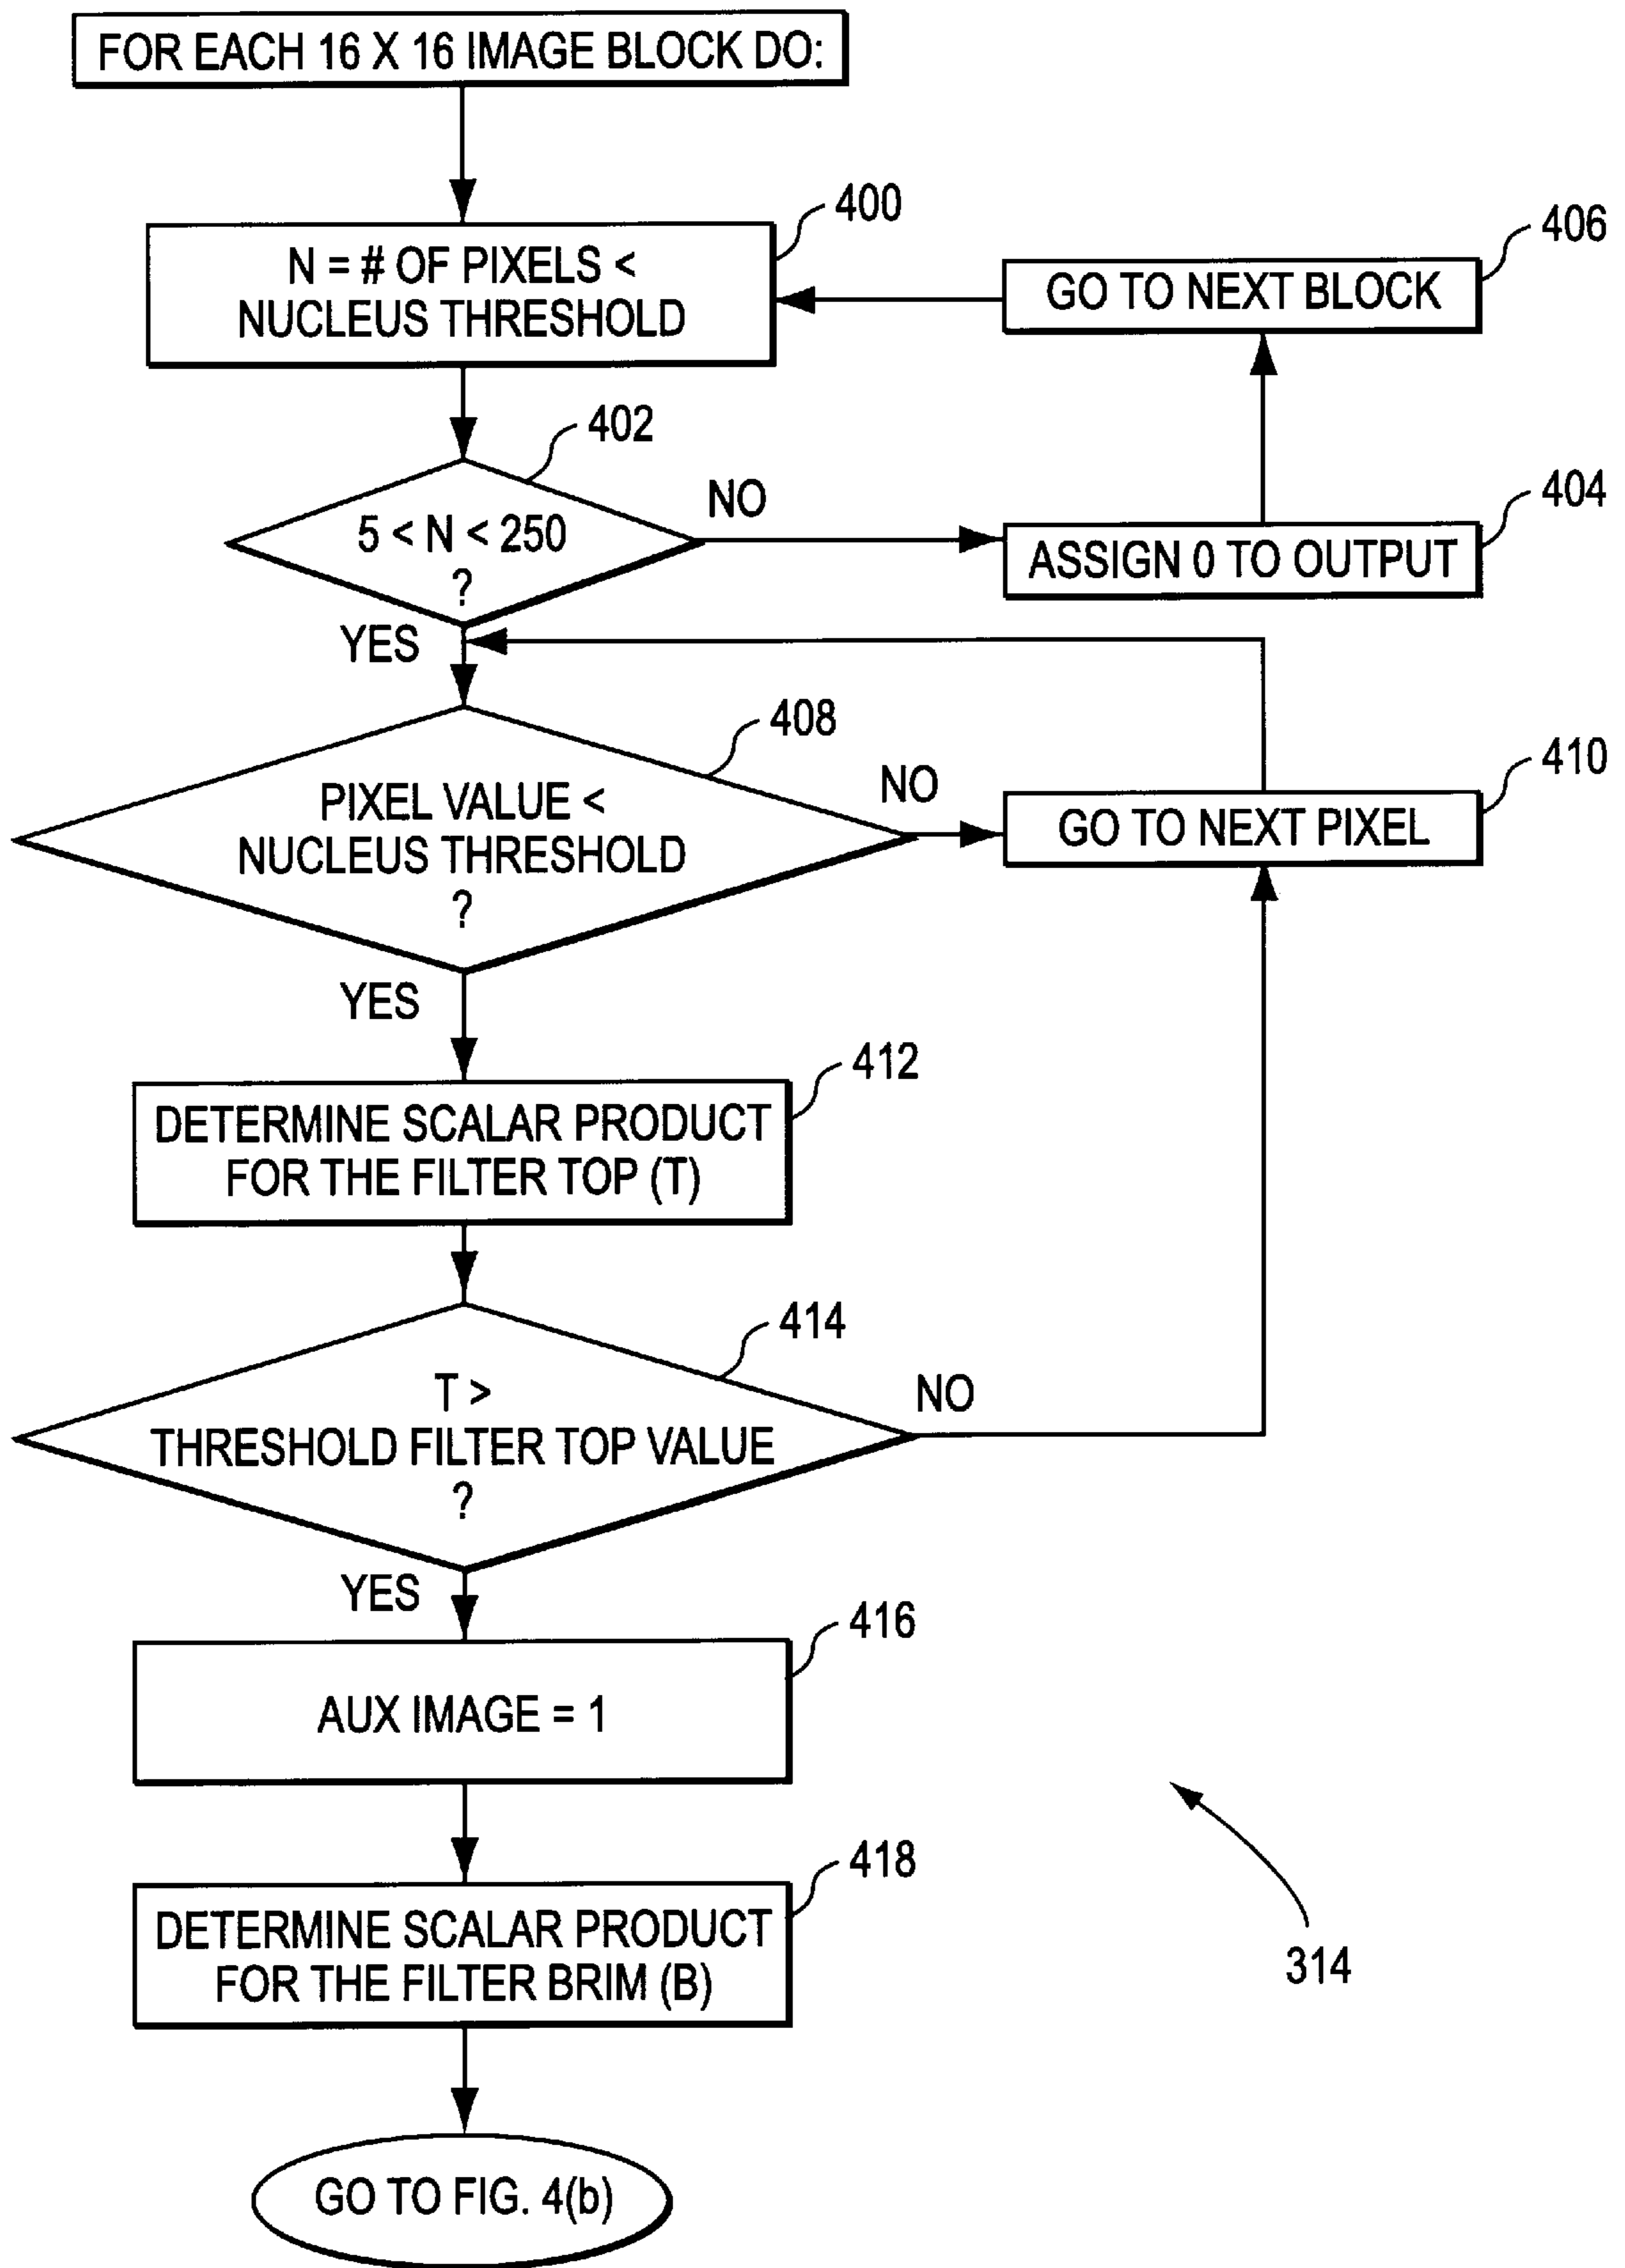 FOR EACH 16 X 16 IMAGE BLOCK DO:
400
N = # OF PIXELS <
NUCLEUS THRESHOLD
406
GO TO NEXT BLOCK
402
5 < N < 250
?
NO
404
ASSIGN 0 TO OUTPUT
YES
408
PIXEL VALUE <
NUCLEUS THRESHOLD
?
NO
410
GO TO NEXT PIXEL
YES
412
DETERMINE SCALAR PRODUCT
FOR THE FILTER TOP (T)
414
T >
THRESHOLD FILTER TOP VALUE
?
NO
YES
416
AUX IMAGE = 1
418
DETERMINE SCALAR PRODUCT
FOR THE FILTER BRIM (B)
314
GO TO FIG. 4(b)